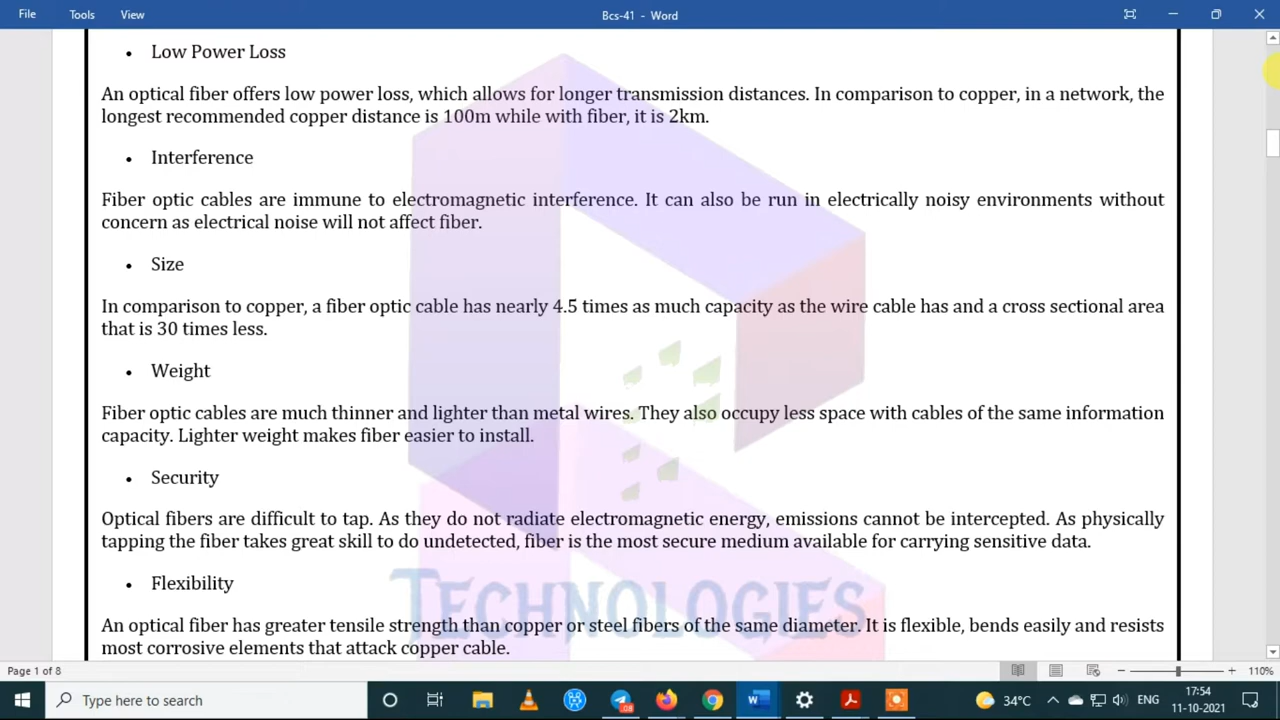 File Tools View Bcs-41 - Word
• Low Power Loss
An optical fiber offers low power loss, which allows for longer transmission distances. In comparison to copper, in a network, the
longest recommended copper distance is 100m while with fiber, it is 2km.
• Interference
Fiber optic cables are immune to electromagnetic interference. It can also be run in electrically noisy environments without
concern as electrical noise will not affect fiber.
• Size
In comparison to copper, a fiber optic cable has nearly 4.5 times as much capacity as the wire cable has and a cross sectional area
that is 30 times less.
• Weight
Fiber optic cables are much thinner and lighter than metal wires. They also occupy less space with cables of the same information
capacity. Lighter weight makes fiber easier to install.
• Security
Optical fibers are difficult to tap. As they do not radiate electromagnetic energy, emissions cannot be intercepted. As physically
tapping the fiber takes great skill to do undetected, fiber is the most secure medium available for carrying sensitive data.
• Flexibility
TECHNOLOGIES
An optical fiber has greater tensile strength than copper or steel fibers of the same diameter. It is flexible, bends easily and resists
most corrosive elements that attack copper cable.
Page 1 of 8 110%
Type here to search 34°C ENG 17:54
11-10-2021